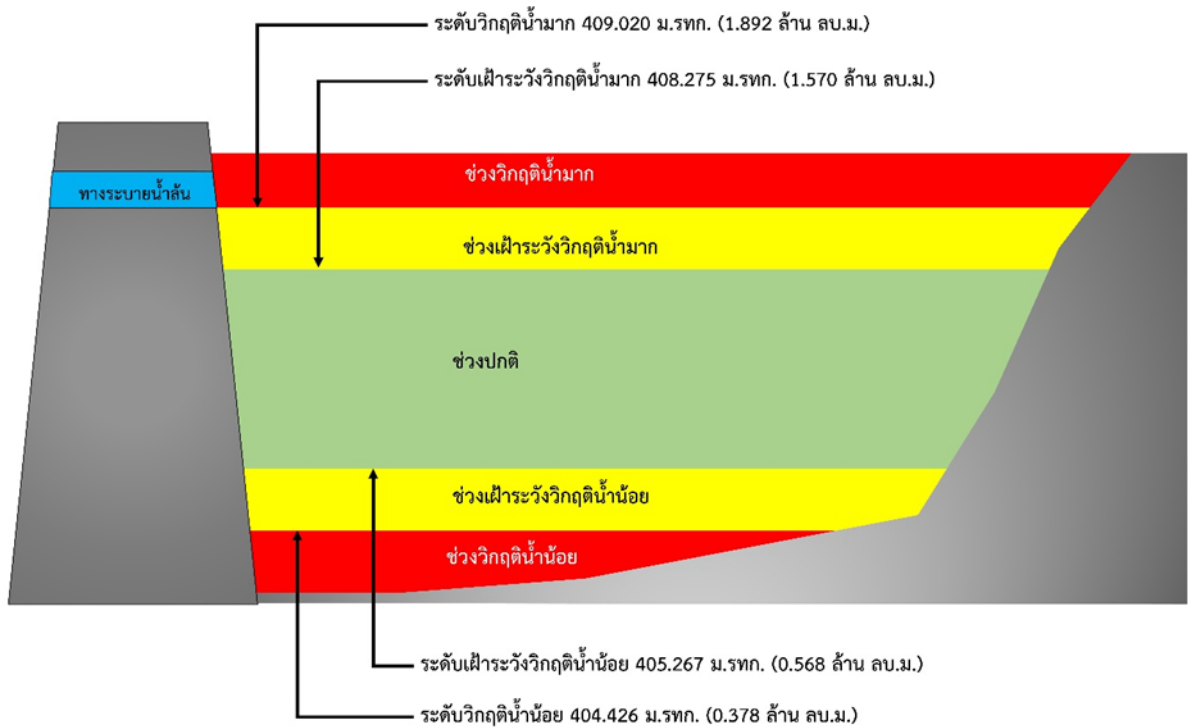 ระดับวิกฤติน้ำมาก 409.020 ม.รทก. (1.892 ล้าน ลบ.ม.)
ระดับเฝ้าระวังวิกฤติน้ำมาก 408.275 ม.รทก. (1.570 ล้าน ลบ.ม.)
ช่วงวิกฤติน้ำมาก
ทางระบายน้ำล้น
ช่วงเฝ้าระวังวิกฤติน้ำมาก
ช่วงปกติ
ช่วงเฝ้าระวังวิกฤติน้ำน้อย
ช่วงวิกฤติน้ำน้อย
ระดับเฝ้าระวังวิกฤติน้ำน้อย 405.267 ม.รทก. (0.568 ล้าน ลบ.ม.)
ระดับวิกฤติน้ำน้อย 404.426 ม.รทก. (0.378 ล้าน ลบ.ม.)